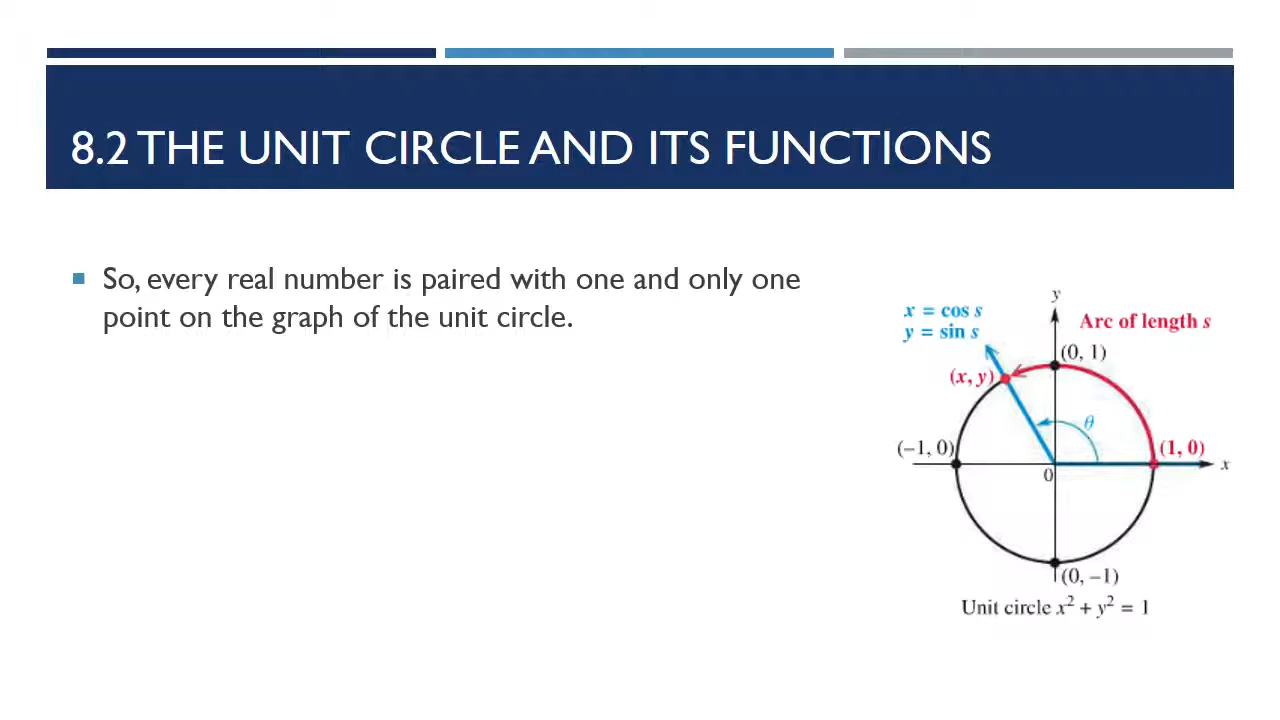 8.2 THE UNIT CIRCLE AND ITS FUNCTIONS
So, every real number is paired with one and only one
point on the graph of the unit circle.
y
x = cos s
y = sin s
Arc of length s
(0, 1)
(x, y)
θ
(–1, 0)
(1, 0)
x
0
(0, –1)
Unit circle x² + y² = 1